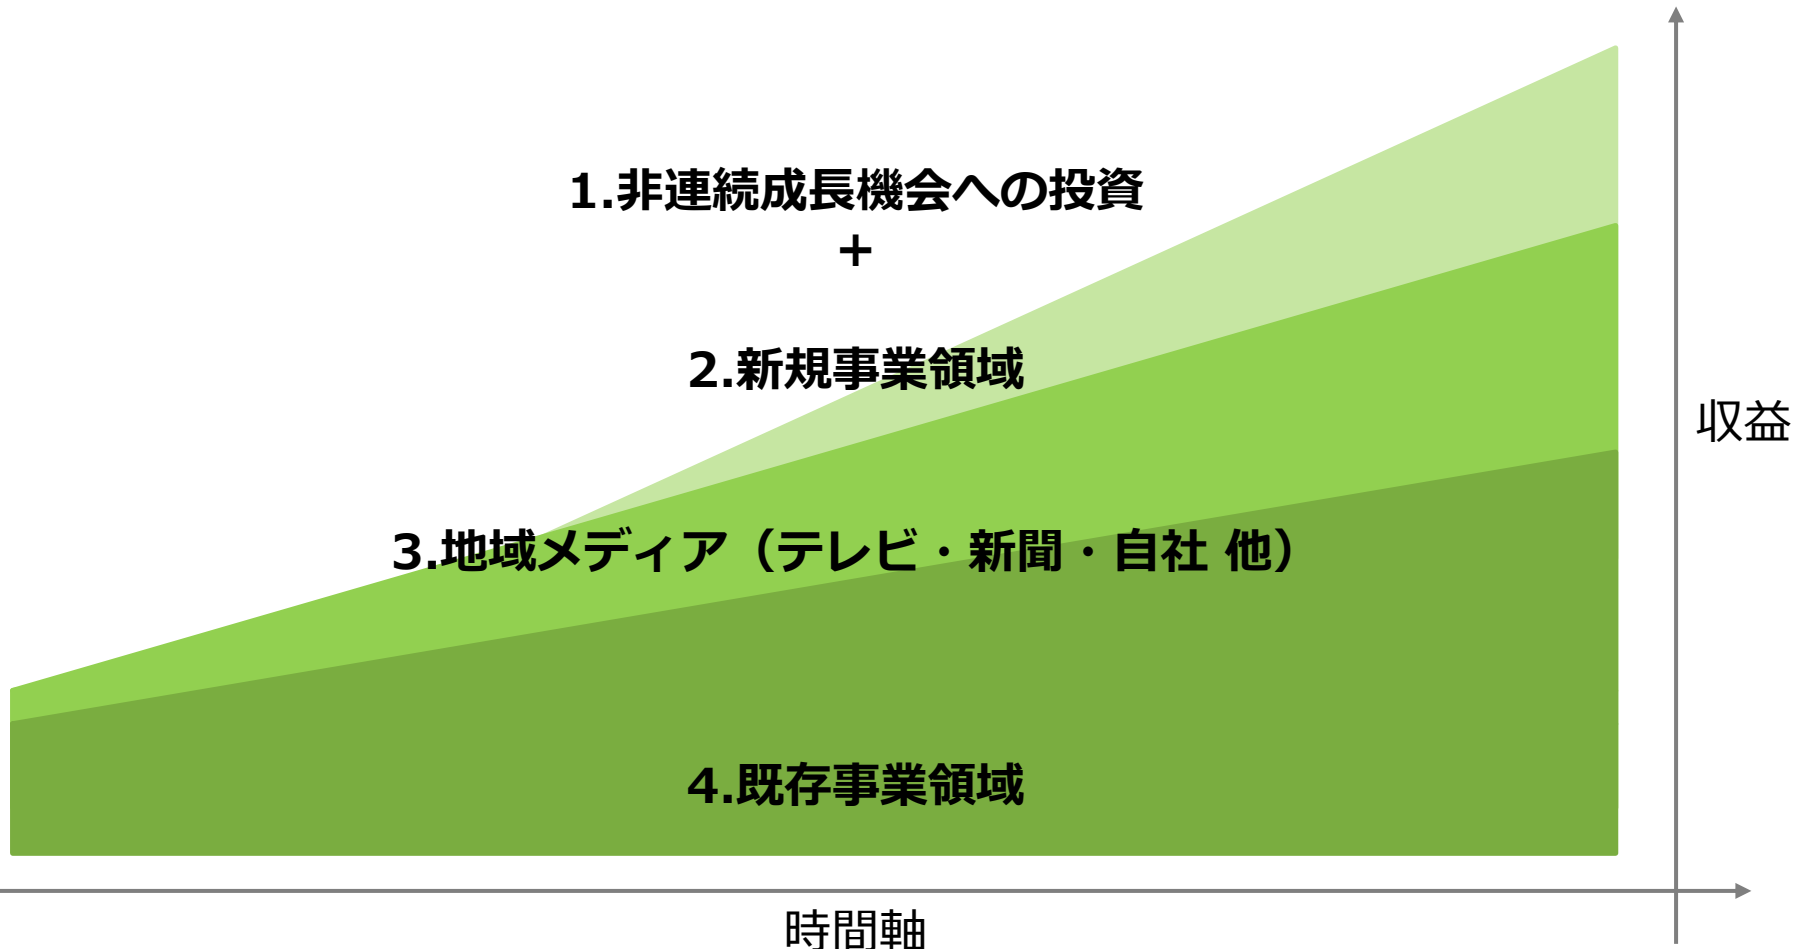 1.非連続成長機会への投資
+
2.新規事業領域
収益
3.地域メディア（テレビ・新聞・自社 他）
4.既存事業領域
時間軸